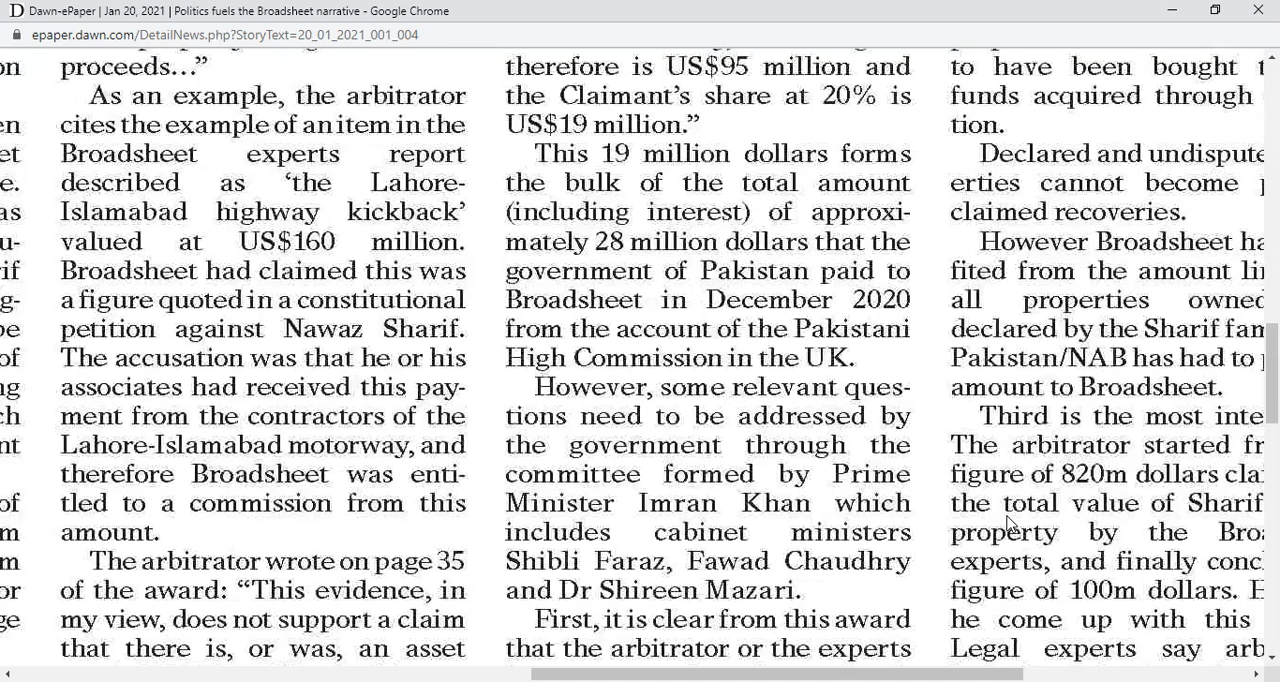 Dawn-ePaper | Jan 20, 2021 | Politics fuels the Broadsheet narrative - Google Chrome
epaper.dawn.com/DetailNews.php?StoryText=20_01_2021_001_004
proceeds…”
As an example, the arbitrator
cites the example of an item in the
Broadsheet experts report
described as ‘the Lahore-
Islamabad highway kickback’
valued at US$160 million.
Broadsheet had claimed this was
a figure quoted in a constitutional
petition against Nawaz Sharif.
The accusation was that he or his
associates had received this pay-
ment from the contractors of the
Lahore-Islamabad motorway, and
therefore Broadsheet was enti-
tled to a commission from this
amount.
The arbitrator wrote on page 35
of the award: “This evidence, in
my view, does not support a claim
that there is, or was, an asset
therefore is US$95 million and
the Claimant’s share at 20% is
US$19 million.”
This 19 million dollars forms
the bulk of the total amount
(including interest) of approxi-
mately 28 million dollars that the
government of Pakistan paid to
Broadsheet in December 2020
from the account of the Pakistani
High Commission in the UK.
However, some relevant ques-
tions need to be addressed by
the government through the
committee formed by Prime
Minister Imran Khan which
includes cabinet ministers
Shibli Faraz, Fawad Chaudhry
and Dr Shireen Mazari.
First, it is clear from this award
that the arbitrator or the experts
to have been bought
funds acquired through
tion.
Declared and undispute
erties cannot become
claimed recoveries.
However Broadsheet ha
fited from the amount li
all properties owned
declared by the Sharif fam
Pakistan/NAB has had to
amount to Broadsheet.
Third is the most inte
The arbitrator started fr
figure of 820m dollars cla
the total value of Sharif
property by the Bro
experts, and finally conc
figure of 100m dollars.
he come up with this
Legal experts say arb